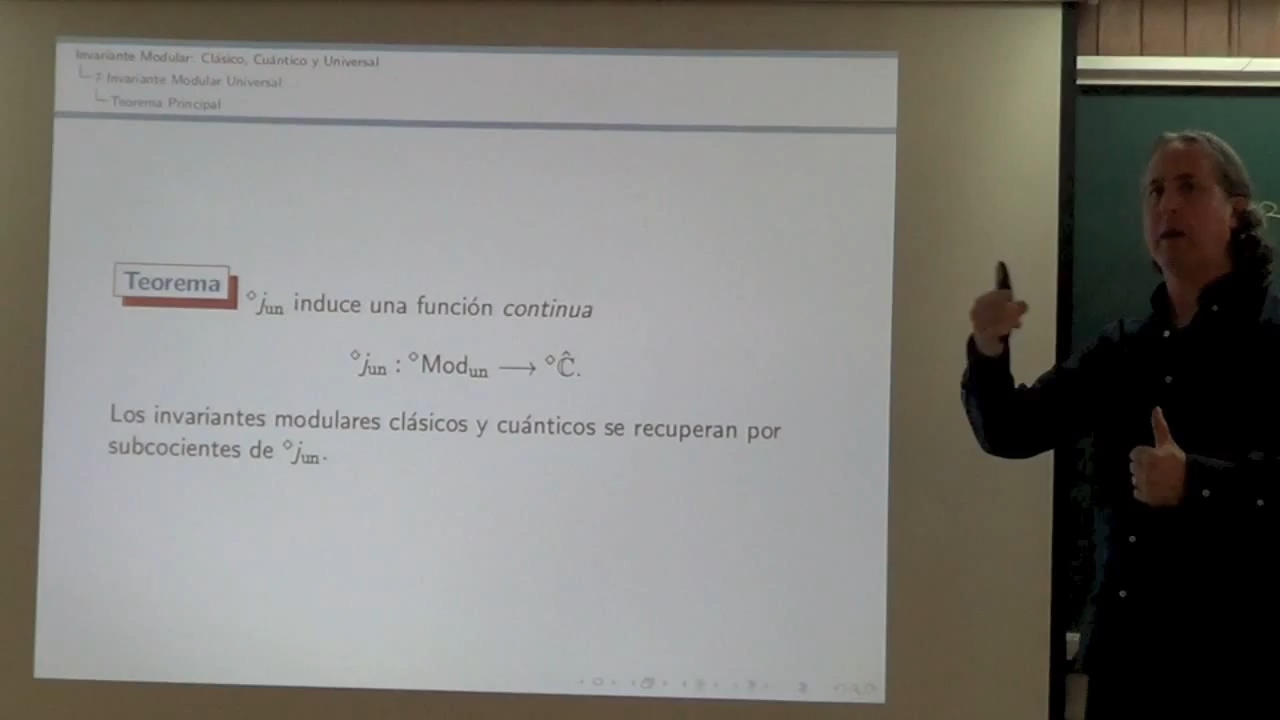 Invariante Modular: Clásico, Cuántico y Universal
7 Invariante Modular Universal
Teorema Principal
Teorema °j_un induce una función continua
°j_un : °Mod_un ⟶ °Ĉ.
Los invariantes modulares clásicos y cuánticos se recuperan por
subcocientes de °j_un.